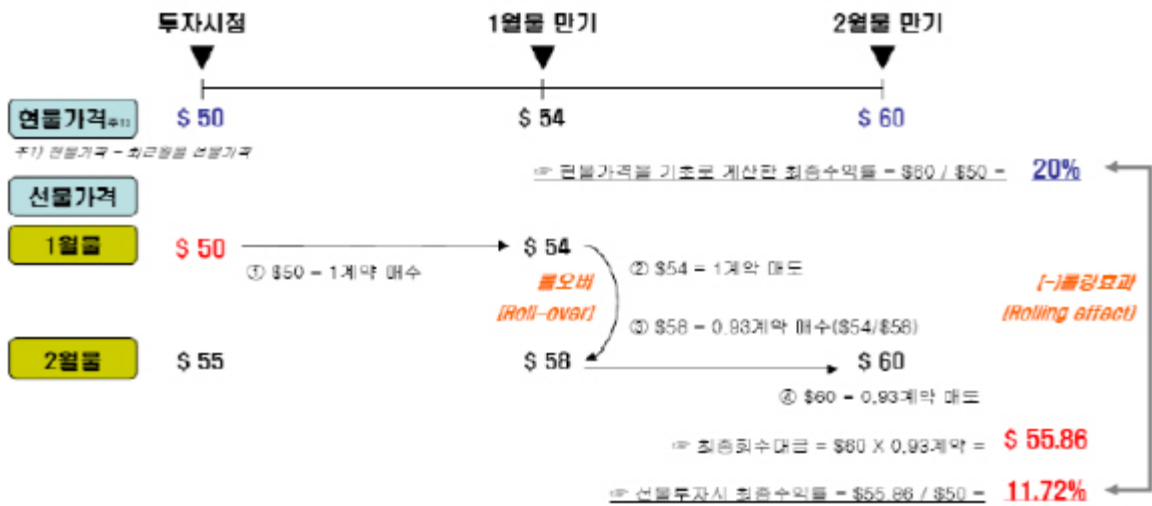 투자시점 1월물 만기 2월물 만기
현물가격주1) $ 50 $ 54 $ 60
주1) 현물가격 = 최근월물 선물가격
☞ 현물가격을 기초로 계산한 최종수익률 = $60 / $50 = 20%
선물가격
1월물 $ 50 $ 54
① $50 = 1계약 매수
② $54 = 1계약 매도
롤오버
(Roll-over)
[-]롤링효과
(Rolling effect)
③ $58 = 0.93계약 매수($54/$58)
2월물 $ 55 $ 58 $ 60
④ $60 = 0.93계약 매도
☞ 최종회수대금 = $60 X 0.93계약 = $ 55.86
☞ 선물투자시 최종수익률 = $55.86 / $50 = 11.72%